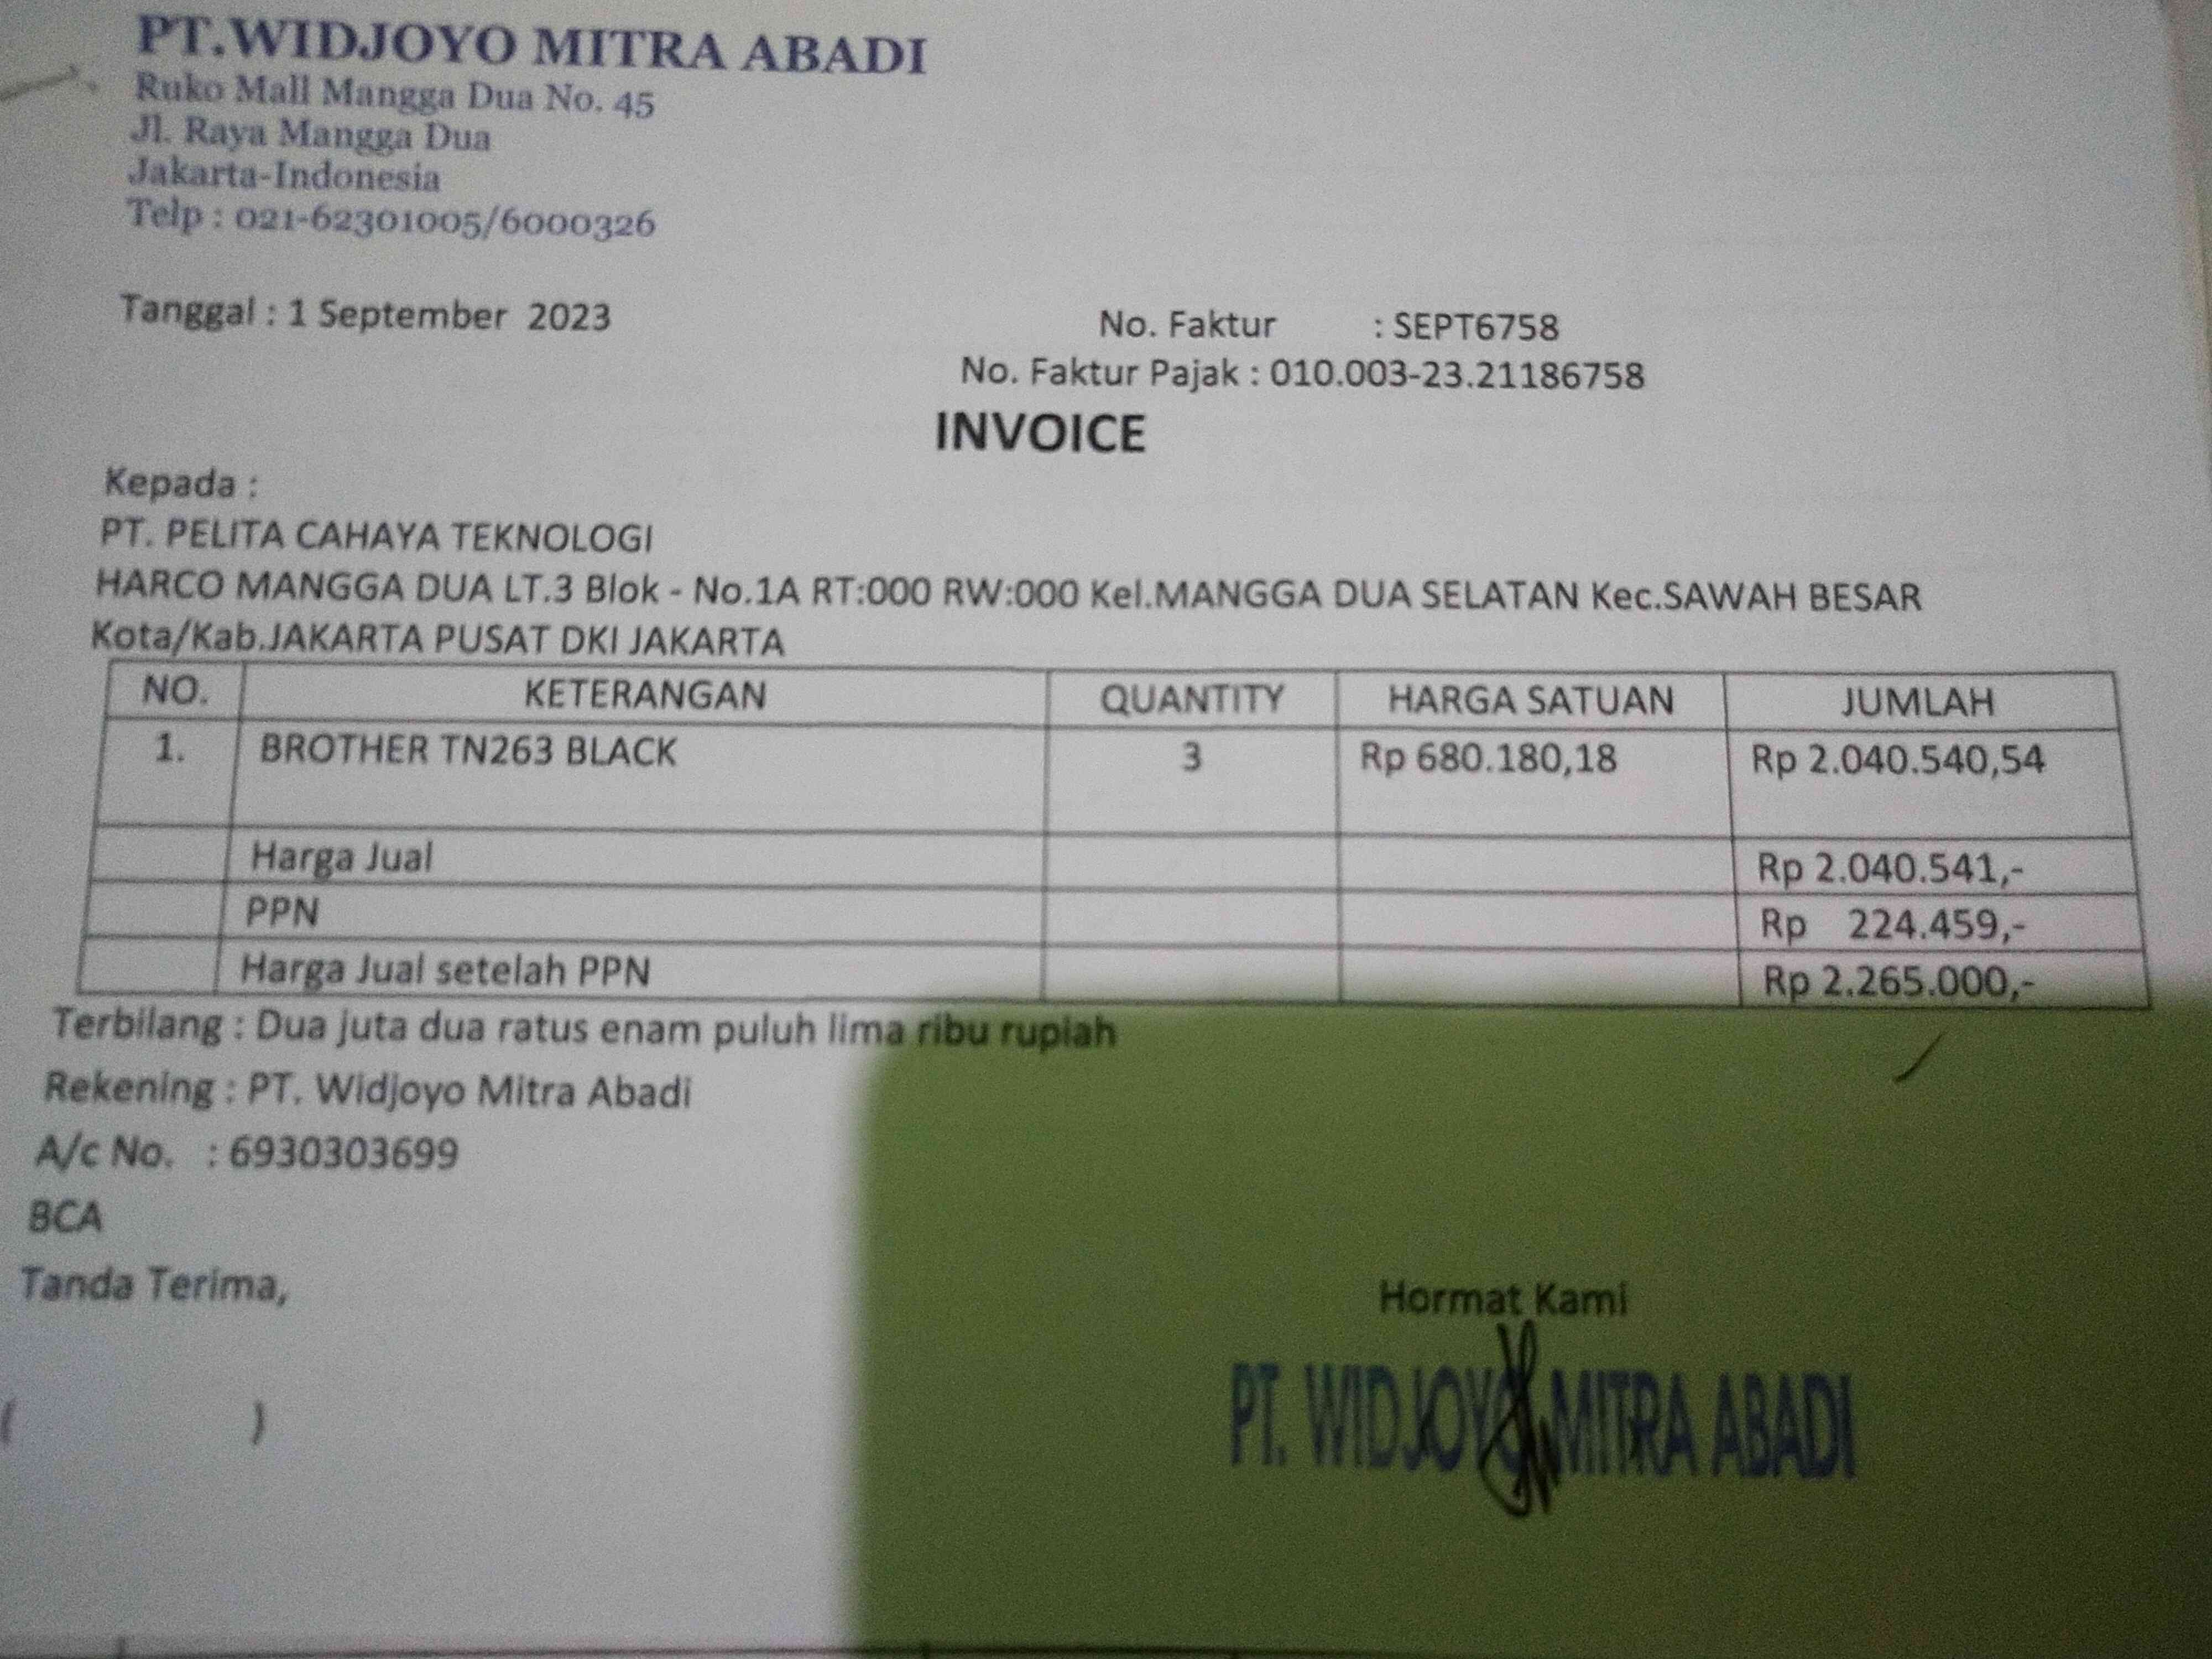 PT.WIDJOYO MITRA ABADI
Ruko Mall Mangga Dua No. 45
Jl. Raya Mangga Dua
Jakarta-Indonesia
Telp : 021-62301005/6000326
Tanggal : 1 September 2023
No. Faktur : SEPT6758
No. Faktur Pajak : 010.003-23.21186758
INVOICE
Kepada :
PT. PELITA CAHAYA TEKNOLOGI
HARCO MANGGA DUA LT.3 Blok - No.1A RT:000 RW:000 Kel.MANGGA DUA SELATAN Kec.SAWAH BESAR
Kota/Kab.JAKARTA PUSAT DKI JAKARTA
NO. KETERANGAN QUANTITY HARGA SATUAN JUMLAH
1. BROTHER TN263 BLACK 3 Rp 680.180,18 Rp 2.040.540,54
Harga Jual Rp 2.040.541,-
PPN Rp 224.459,-
Harga Jual setelah PPN Rp 2.265.000,-
Terbilang : Dua juta dua ratus enam puluh lima ribu rupiah
Rekening : PT. Widjoyo Mitra Abadi
A/c No. : 6930303699
BCA
Tanda Terima,
Hormat Kami
PT. WIDJOYO MITRA ABADI
( )